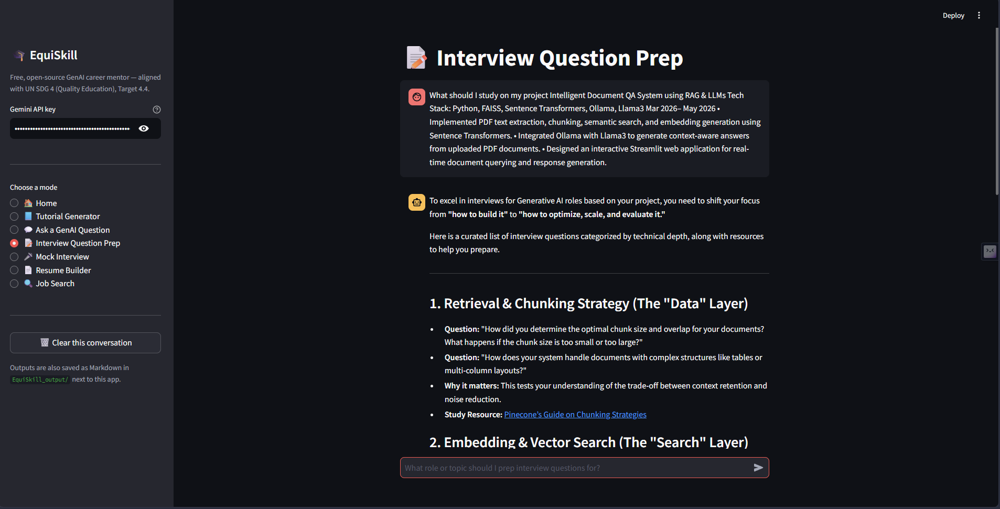 Deploy
EquiSkill
Free, open-source GenAI career mentor — aligned
with UN SDG 4 (Quality Education), Target 4.4.
Gemini API key
Choose a mode
Home
Tutorial Generator
Ask a GenAI Question
Interview Question Prep
Mock Interview
Resume Builder
Job Search
Clear this conversation
Outputs are also saved as Markdown in
EquiSkill_output/ next to this app.
Interview Question Prep
What should I study on my project Intelligent Document QA System using RAG & LLMs Tech
Stack: Python, FAISS, Sentence Transformers, Ollama, Llama3 Mar 2026– May 2026 •
Implemented PDF text extraction, chunking, semantic search, and embedding generation using
Sentence Transformers. • Integrated Ollama with Llama3 to generate context-aware answers
from uploaded PDF documents. • Designed an interactive Streamlit web application for real-
time document querying and response generation.
To excel in interviews for Generative AI roles based on your project, you need to shift your focus
from "how to build it" to "how to optimize, scale, and evaluate it."
Here is a curated list of interview questions categorized by technical depth, along with resources
to help you prepare.
1. Retrieval & Chunking Strategy (The "Data" Layer)
• Question: "How did you determine the optimal chunk size and overlap for your documents?
What happens if the chunk size is too small or too large?"
• Question: "How does your system handle documents with complex structures like tables or
multi-column layouts?"
• Why it matters: This tests your understanding of the trade-off between context retention and
noise reduction.
• Study Resource: Pinecone’s Guide on Chunking Strategies
2. Embedding & Vector Search (The "Search" Layer)
What role or topic should I prep interview questions for?